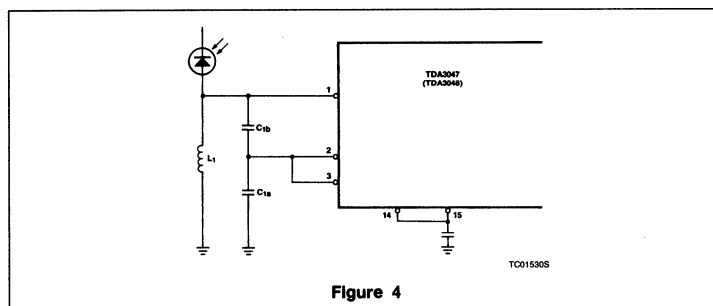 TDA3047
(TDA3048)
1
C1b
2
L1
3
C1a
14
15
TC01530S
Figure 4